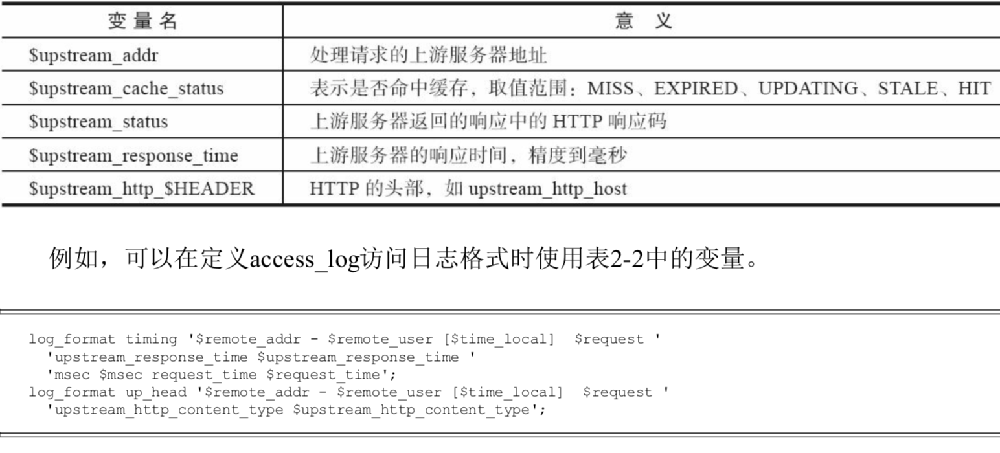 变量名 意义
$upstream_addr 处理请求的上游服务器地址
$upstream_cache_status 表示是否命中缓存，取值范围：MISS、EXPIRED、UPDATING、STALE、HIT
$upstream_status 上游服务器返回的响应中的 HTTP 响应码
$upstream_response_time 上游服务器的响应时间，精度到毫秒
$upstream_http_$HEADER HTTP 的头部，如 upstream_http_host
例如，可以在定义access_log访问日志格式时使用表2-2中的变量。
log_format timing '$remote_addr - $remote_user [$time_local]  $request '
'upstream_response_time $upstream_response_time '
'msec $msec request_time $request_time';
log_format up_head '$remote_addr - $remote_user [$time_local]  $request '
'upstream_http_content_type $upstream_http_content_type';